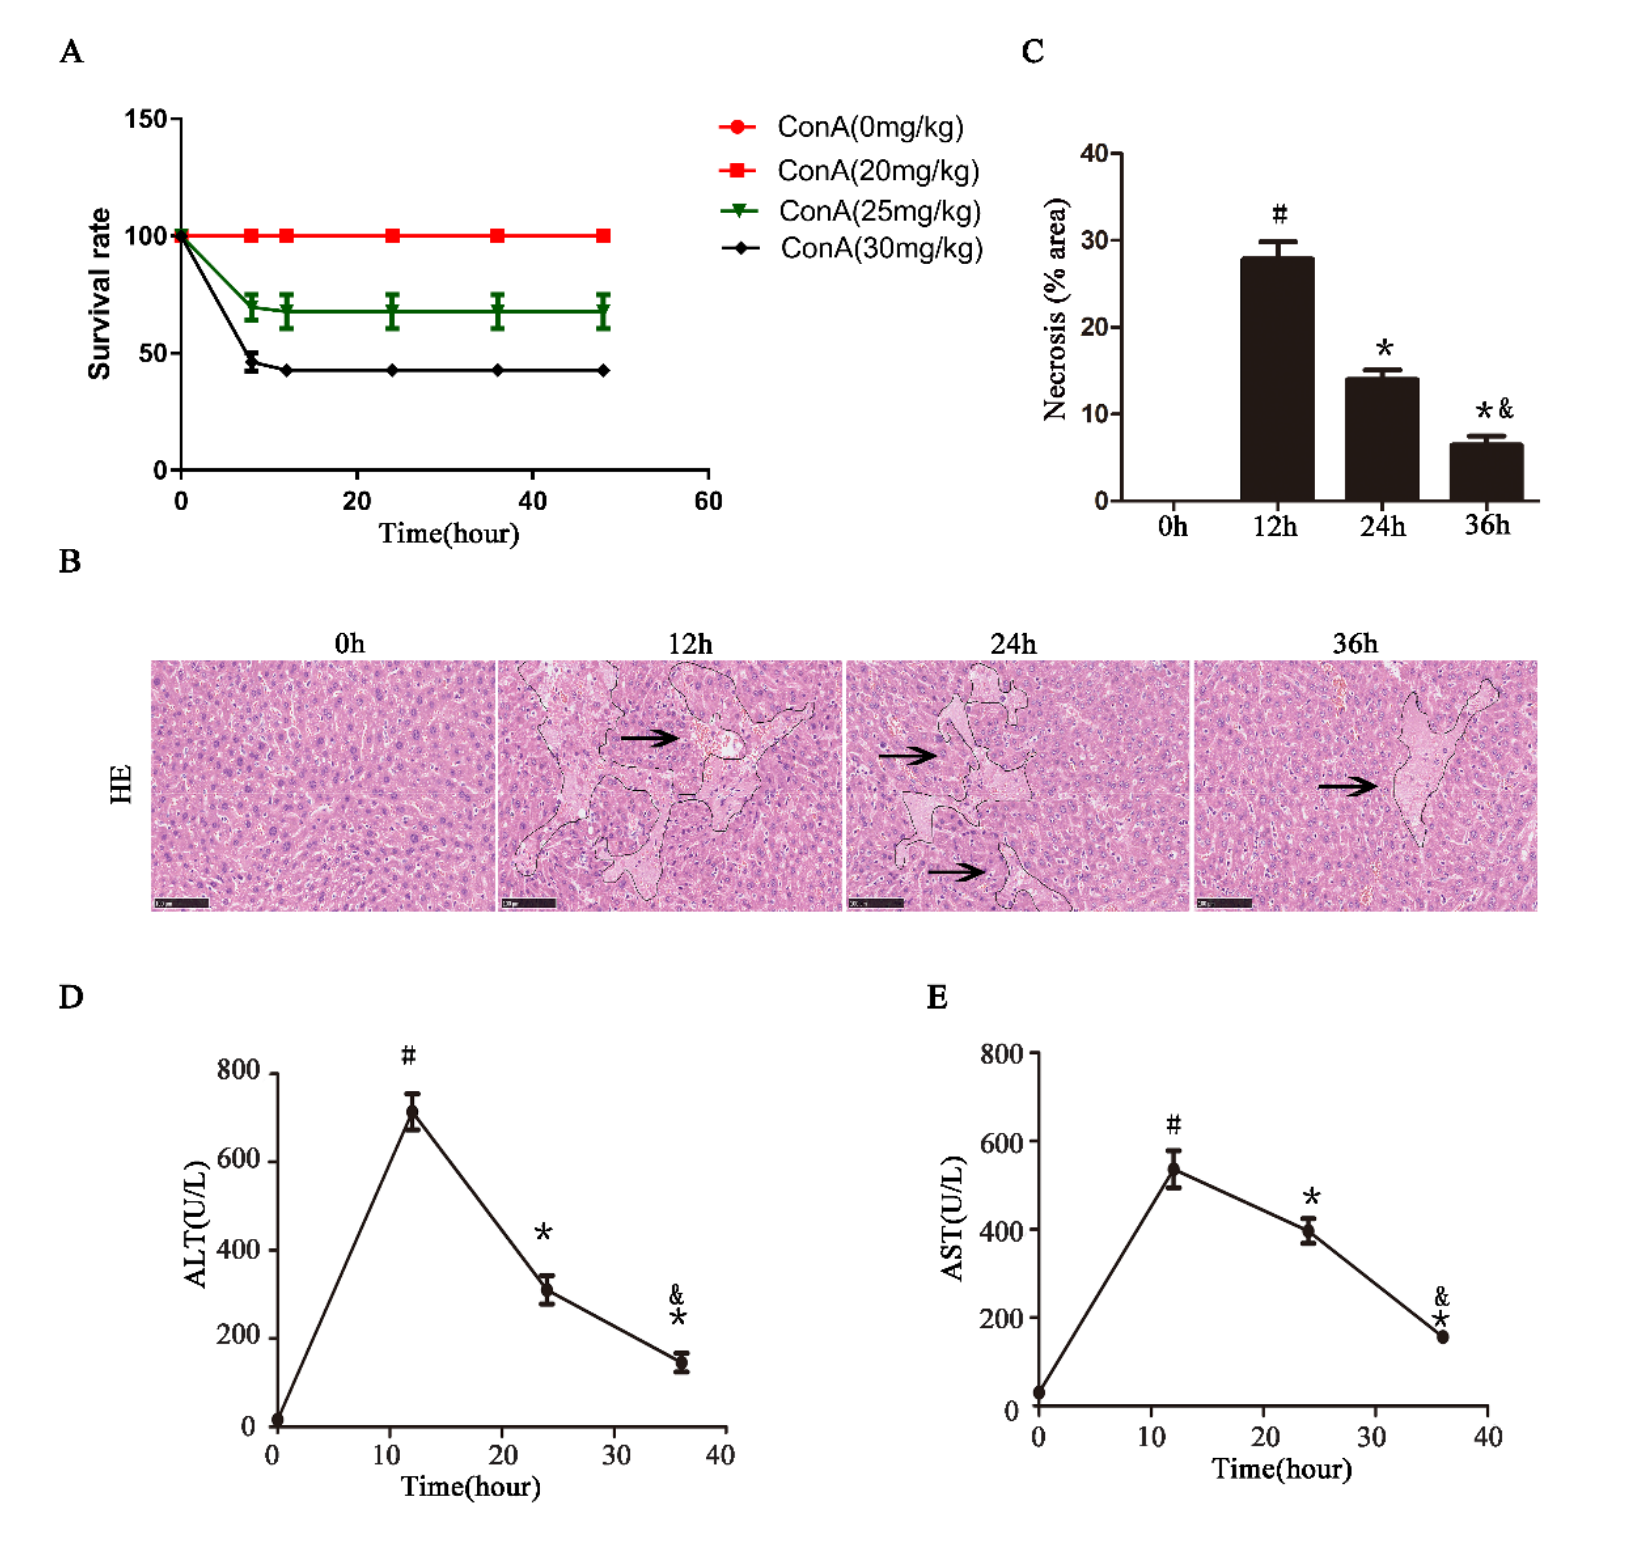 A
150
100
50
0
0
20
40
60
Survival rate
Time(hour)
ConA(0mg/kg)
ConA(20mg/kg)
ConA(25mg/kg)
ConA(30mg/kg)
C
40
30
20
10
0
Necrosis (% area)
#
*
* &
0h
12h
24h
36h
B
0h
12h
24h
36h
HE
D
800
600
400
200
0
ALT(U/L)
#
*
&
*
0
10
20
30
40
Time(hour)
E
800
600
400
200
0
AST(U/L)
#
*
&
*
0
10
20
30
40
Time(hour)